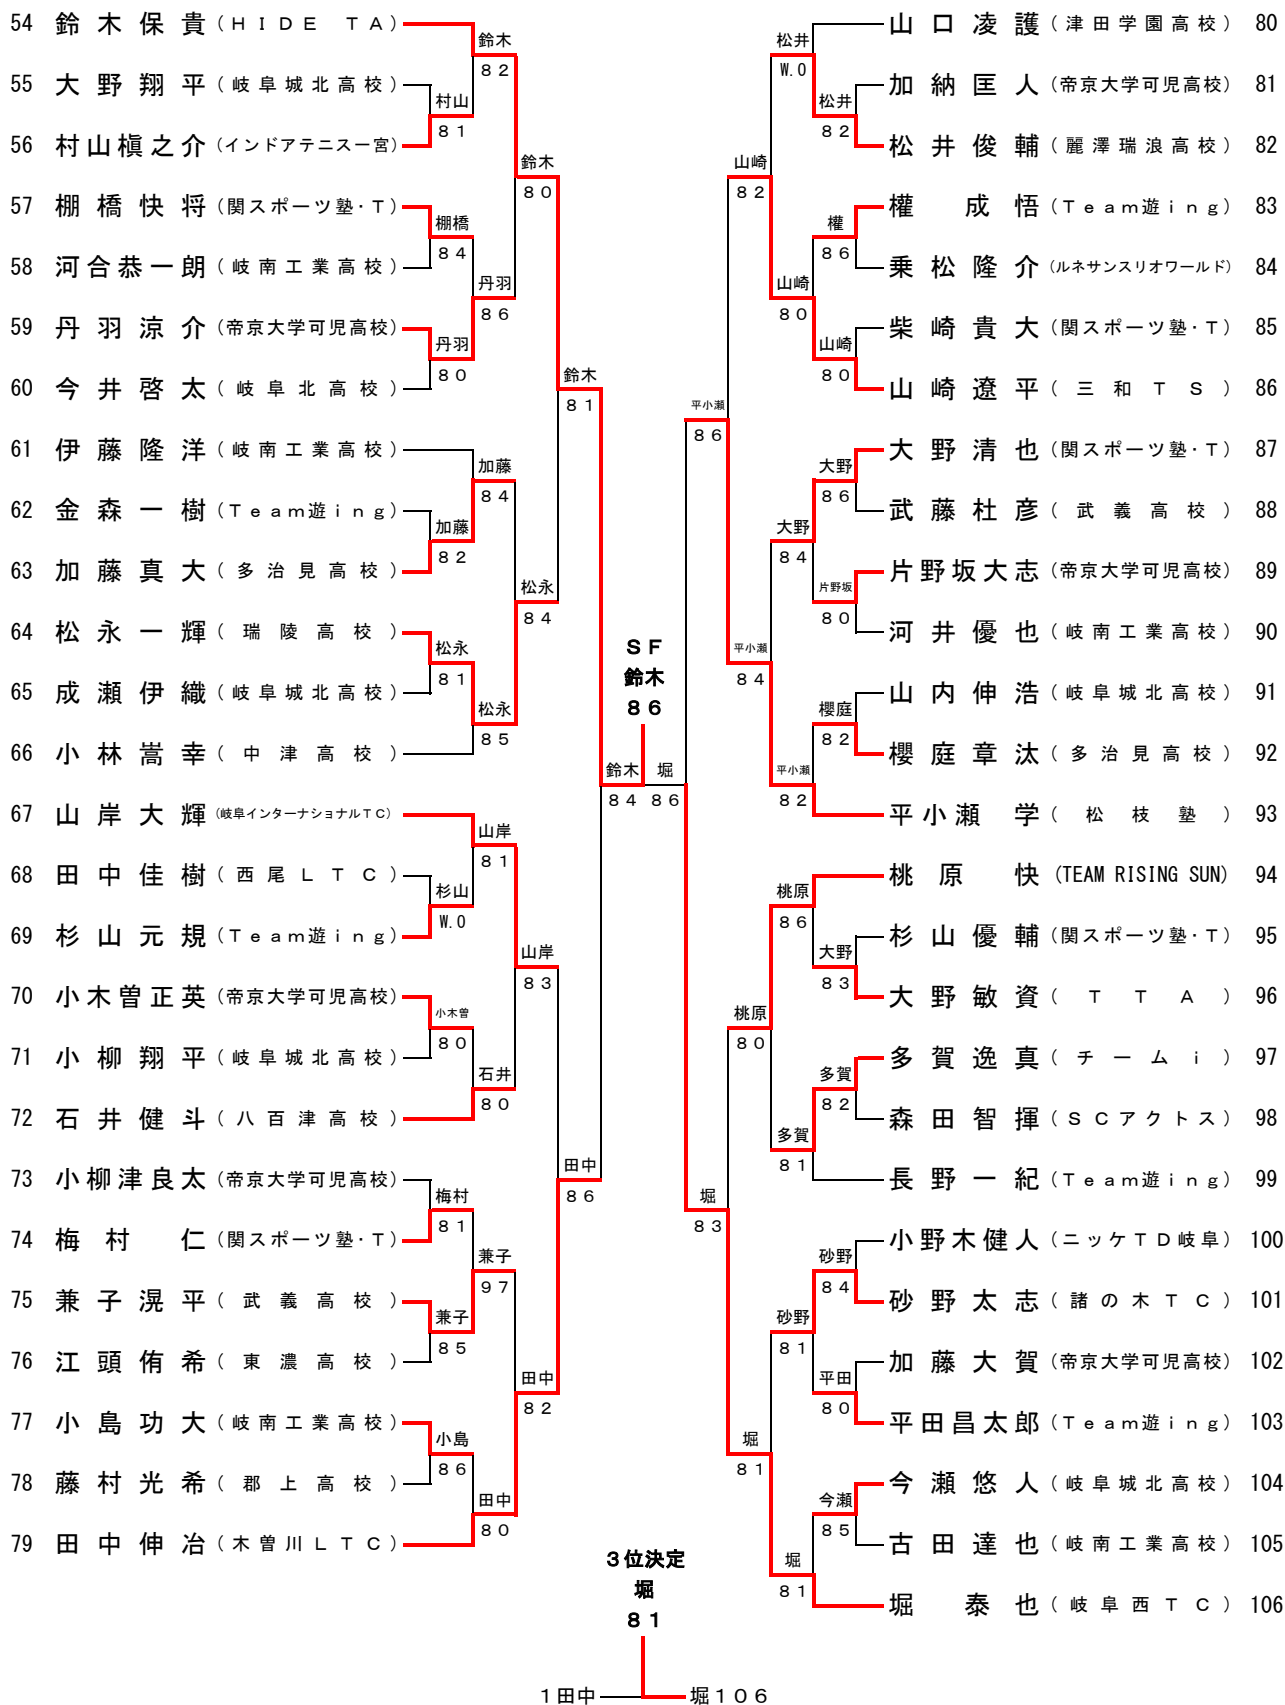 54 鈴木保貴 (HIDE TA)
鈴木
82
55 大野翔平 (岐阜城北高校)
村山
81
56 村山槇之介 (インドアテニス一宮)
鈴木
80
57 棚橋快将 (関スポーツ塾・T)
棚橋
84
58 河合恭一朗 (岐南工業高校)
丹羽
86
59 丹羽涼介 (帝京大学可児高校)
丹羽
80
60 今井啓太 (岐阜北高校)
鈴木
81
61 伊藤隆洋 (岐南工業高校)
加藤
84
62 金森一樹 (Team遊ing)
加藤
82
63 加藤真大 (多治見高校)
松永
84
64 松永一輝 (瑞陵高校)
松永
81
65 成瀬伊織 (岐阜城北高校)
松永
85
66 小林嵩幸 (中津高校)
鈴木
84
67 山岸大輝 (岐阜インターナショナルTC)
山岸
81
68 田中佳樹 (西尾LTC)
杉山
W.0
69 杉山元規 (Team遊ing)
山岸
83
70 小木曽正英 (帝京大学可児高校)
小木曽
80
71 小柳翔平 (岐阜城北高校)
石井
80
72 石井健斗 (八百津高校)
田中
86
73 小柳津良太 (帝京大学可児高校)
梅村
81
74 梅村仁 (関スポーツ塾・T)
兼子
97
75 兼子滉平 (武義高校)
兼子
85
76 江頭侑希 (東濃高校)
田中
82
77 小島功大 (岐南工業高校)
小島
86
78 藤村光希 (郡上高校)
田中
80
79 田中伸冶 (木曽川LTC)
SF
鈴木
86
堀
86
山口凌護 (津田学園高校) 80
松井
W.0
加納匡人 (帝京大学可児高校) 81
松井
82
松井俊輔 (麗澤瑞浪高校) 82
山崎
82
權成悟 (Team遊ing) 83
權
86
乗松隆介 (ルネサンスリオワールド) 84
山崎
80
柴崎貴大 (関スポーツ塾・T) 85
山崎
80
山崎遼平 (三和TS) 86
平小瀬
86
大野清也 (関スポーツ塾・T) 87
大野
86
武藤杜彦 (武義高校) 88
大野
84
片野坂大志 (帝京大学可児高校) 89
片野坂
80
河井優也 (岐南工業高校) 90
平小瀬
84
山内伸浩 (岐阜城北高校) 91
櫻庭
82
櫻庭章汰 (多治見高校) 92
平小瀬
82
平小瀬学 (松枝塾) 93
桃原快 (TEAM RISING SUN) 94
桃原
86
杉山優輔 (関スポーツ塾・T) 95
大野
83
大野敏資 (TTA) 96
桃原
80
多賀逸真 (チームi) 97
多賀
82
森田智揮 (SCアクトス) 98
多賀
81
長野一紀 (Team遊ing) 99
堀
83
小野木健人 (ニッケTD岐阜) 100
砂野
84
砂野太志 (諸の木TC) 101
砂野
81
加藤大賀 (帝京大学可児高校) 102
平田
80
平田昌太郎 (Team遊ing) 103
堀
81
今瀬悠人 (岐阜城北高校) 104
今瀬
85
古田達也 (岐南工業高校) 105
堀
81
堀泰也 (岐阜西TC) 106
3位決定
堀
81
1田中 堀106